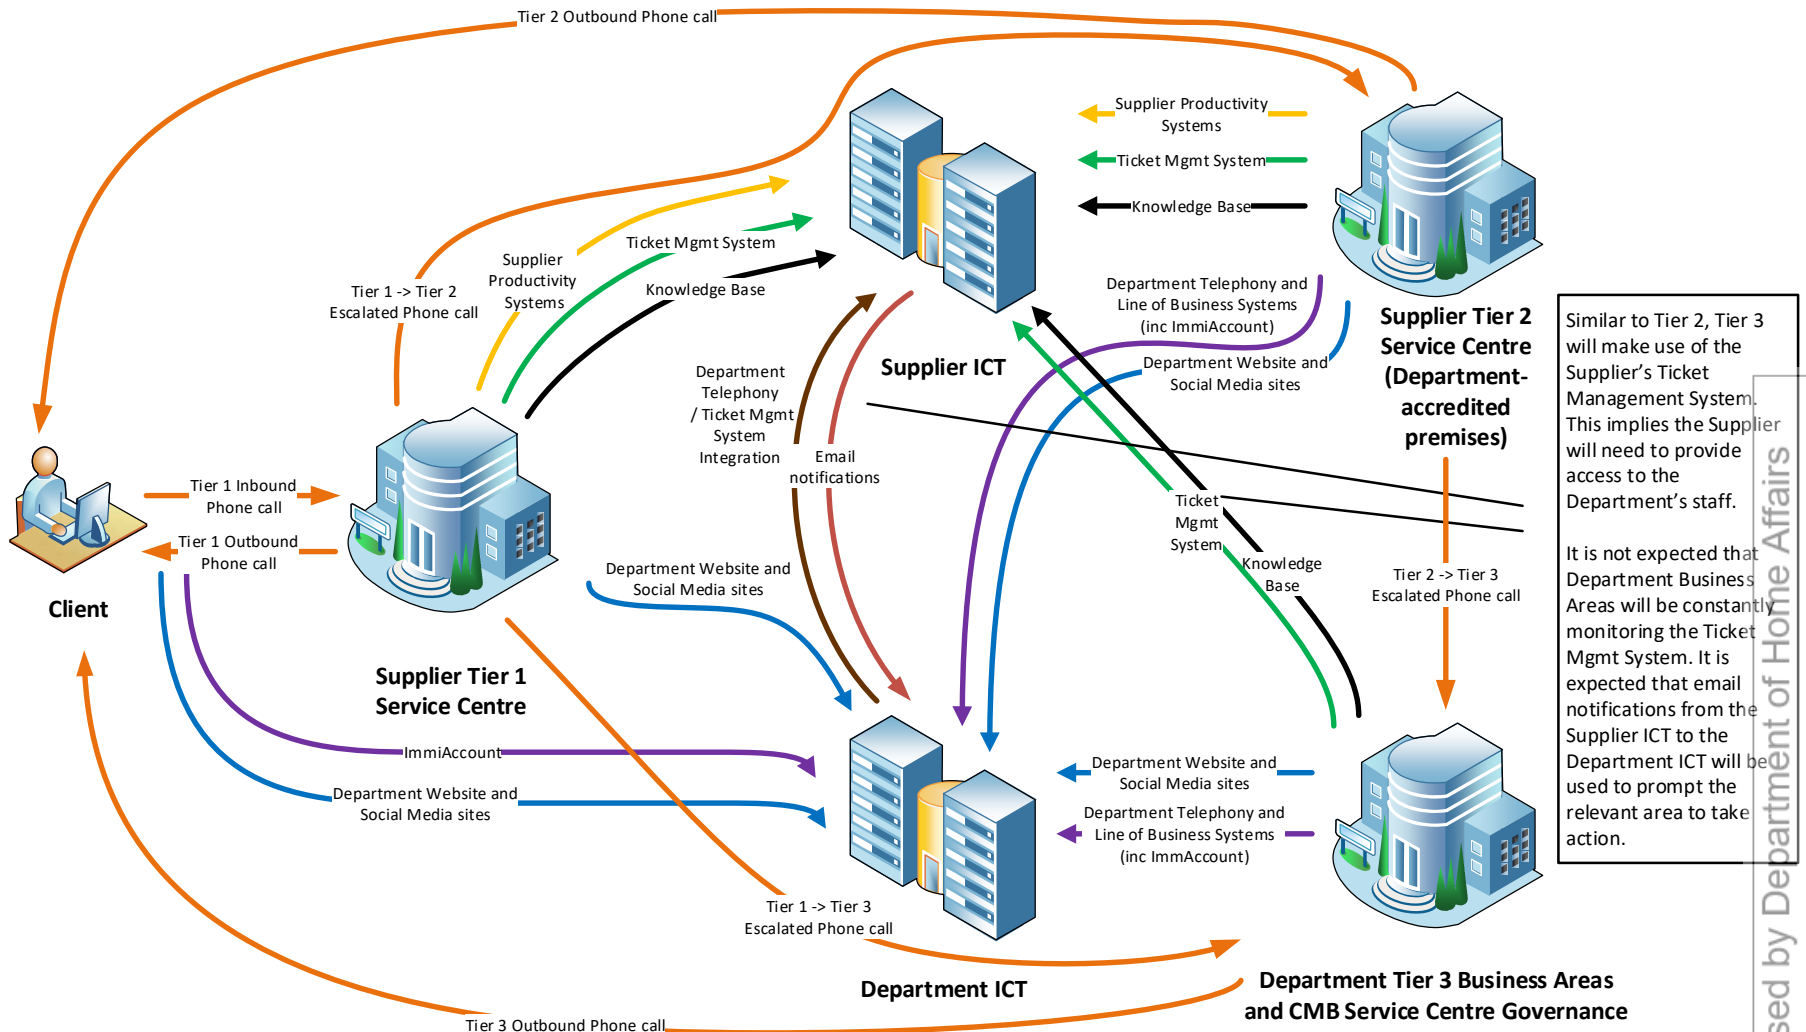 Tier 2 Outbound Phone call
Supplier Productivity
Systems
Ticket Mgmt System
Knowledge Base
Ticket Mgmt System
Supplier
Productivity
Systems
Knowledge Base
Tier 1 -> Tier 2
Escalated Phone call
Department Telephony and
Line of Business Systems
(inc ImmiAccount)
Department Website and
Social Media sites
Supplier ICT
Supplier Tier 2
Service Centre
(Department-
accredited
premises)
Similar to Tier 2, Tier 3
will make use of the
Supplier’s Ticket
Management System.
This implies the Supplier
will need to provide
access to the
Department’s staff.
It is not expected that
Department Business
Areas will be constantly
monitoring the Ticket
Mgmt System. It is
expected that email
notifications from the
Supplier ICT to the
Department ICT will be
used to prompt the
relevant area to take
action.
Department
Telephony
/ Ticket Mgmt
System
Integration
Email
notifications
Tier 1 Inbound
Phone call
Tier 1 Outbound
Phone call
Client
Ticket
Mgmt
System
Knowledge
Base
Tier 2 -> Tier 3
Escalated Phone call
Department Website and
Social Media sites
Supplier Tier 1
Service Centre
ImmiAccount
Department Website and
Social Media sites
Department Website and
Social Media sites
Department Telephony and
Line of Business Systems
(inc ImmAccount)
Tier 1 -> Tier 3
Escalated Phone call
Department ICT
Department Tier 3 Business Areas
and CMB Service Centre Governance
Tier 3 Outbound Phone call
sed by Department of Home Affairs